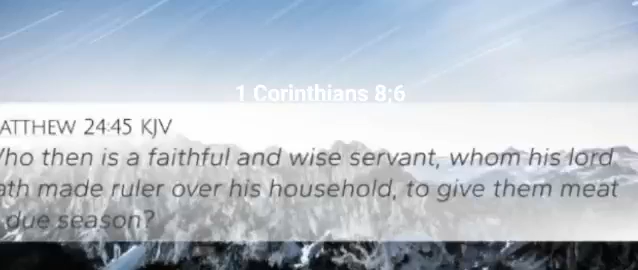 1 Corinthians 8;6
ATTHEW 24:45 KJV
ho then is a faithful and wise servant, whom his lord
ath made ruler over his household, to give them meat
due season?